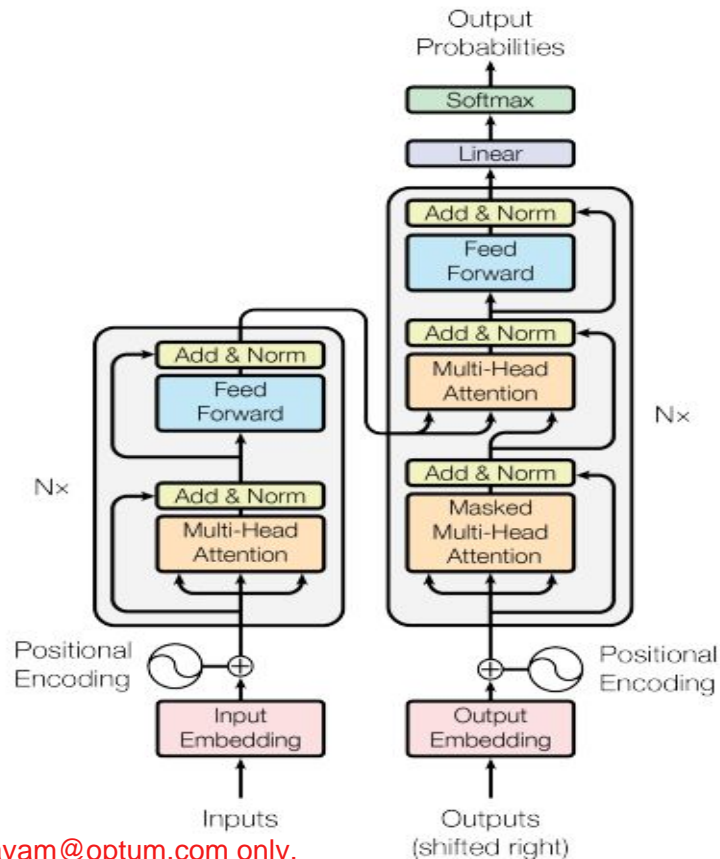 Output
Probabilities
Softmax
Linear
Add & Norm
Feed
Forward
Add & Norm
Multi-Head
Attention
Add & Norm
Masked
Multi-Head
Attention
Nx
Positional
Encoding
Output
Embedding
Outputs
(shifted right)
Add & Norm
Feed
Forward
Add & Norm
Multi-Head
Attention
Nx
Positional
Encoding
Input
Embedding
Inputs
@optum.com only.